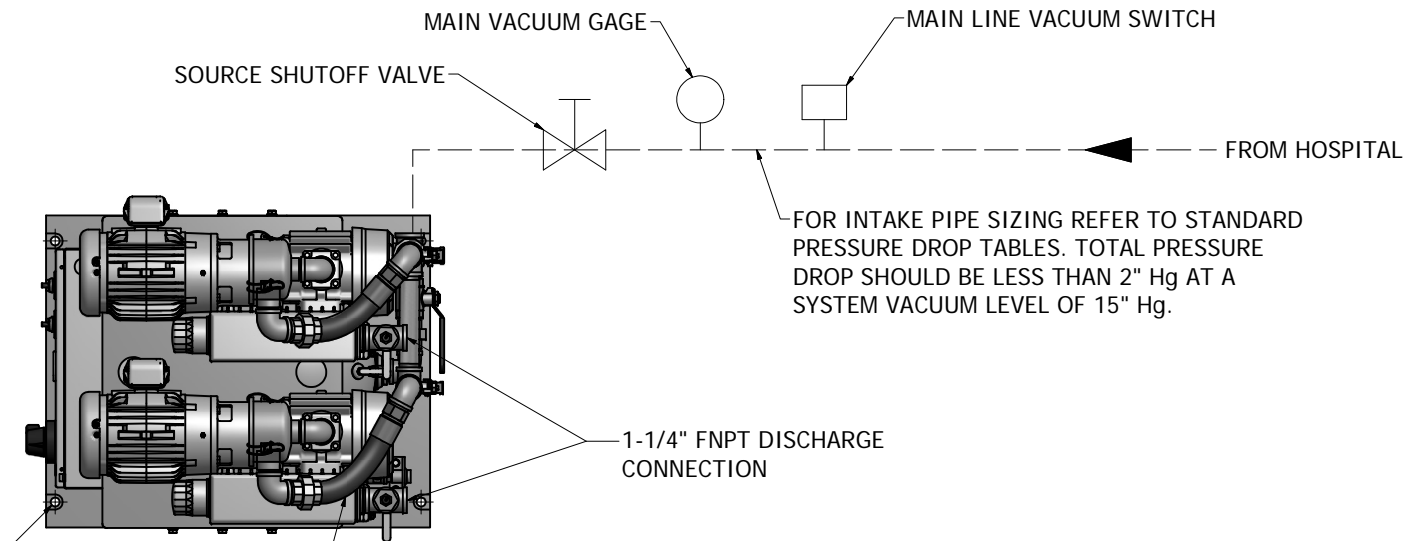 MAIN VACUUM GAGE
MAIN LINE VACUUM SWITCH
SOURCE SHUTOFF VALVE
FROM HOSPITAL
FOR INTAKE PIPE SIZING REFER TO STANDARD
PRESSURE DROP TABLES. TOTAL PRESSURE
DROP SHOULD BE LESS THAN 2" Hg AT A
SYSTEM VACUUM LEVEL OF 15" Hg.
1-1/4" FNPT DISCHARGE
CONNECTION